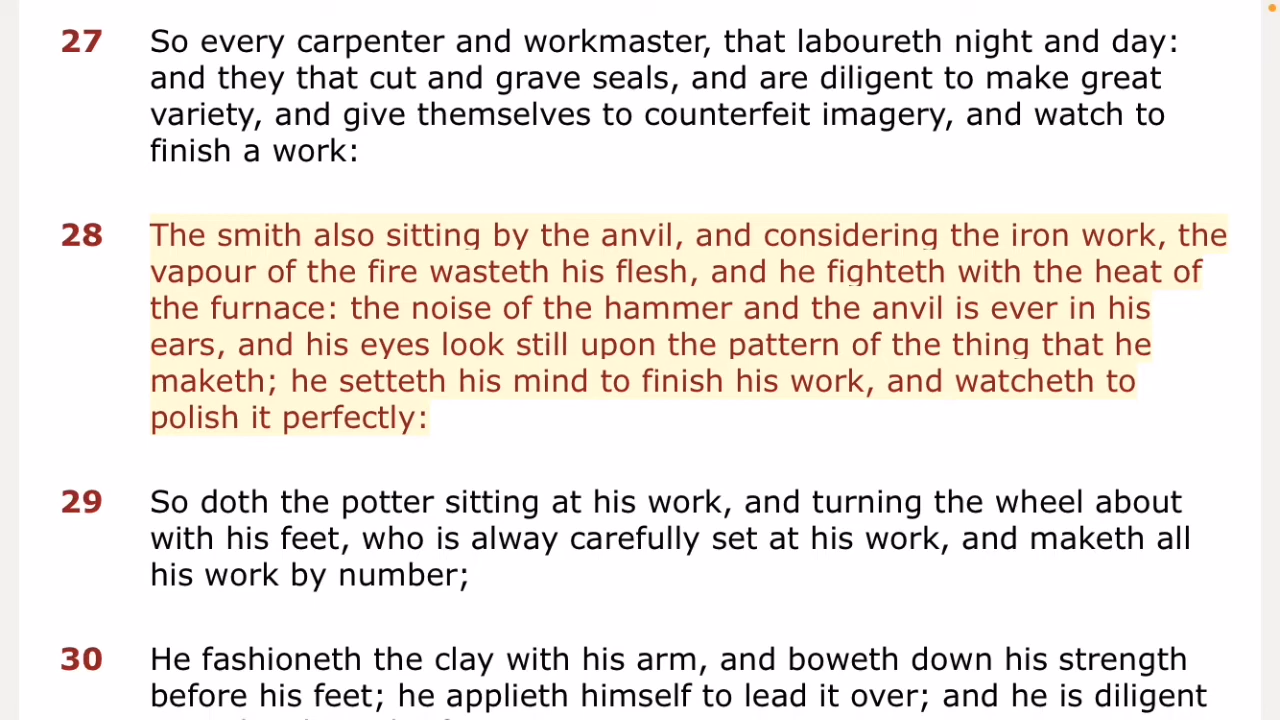 27 So every carpenter and workmaster, that laboureth night and day:
and they that cut and grave seals, and are diligent to make great
variety, and give themselves to counterfeit imagery, and watch to
finish a work:
28 The smith also sitting by the anvil, and considering the iron work, the
vapour of the fire wasteth his flesh, and he fighteth with the heat of
the furnace: the noise of the hammer and the anvil is ever in his
ears, and his eyes look still upon the pattern of the thing that he
maketh; he setteth his mind to finish his work, and watcheth to
polish it perfectly:
29 So doth the potter sitting at his work, and turning the wheel about
with his feet, who is alway carefully set at his work, and maketh all
his work by number;
30 He fashioneth the clay with his arm, and boweth down his strength
before his feet; he applieth himself to lead it over; and he is diligent